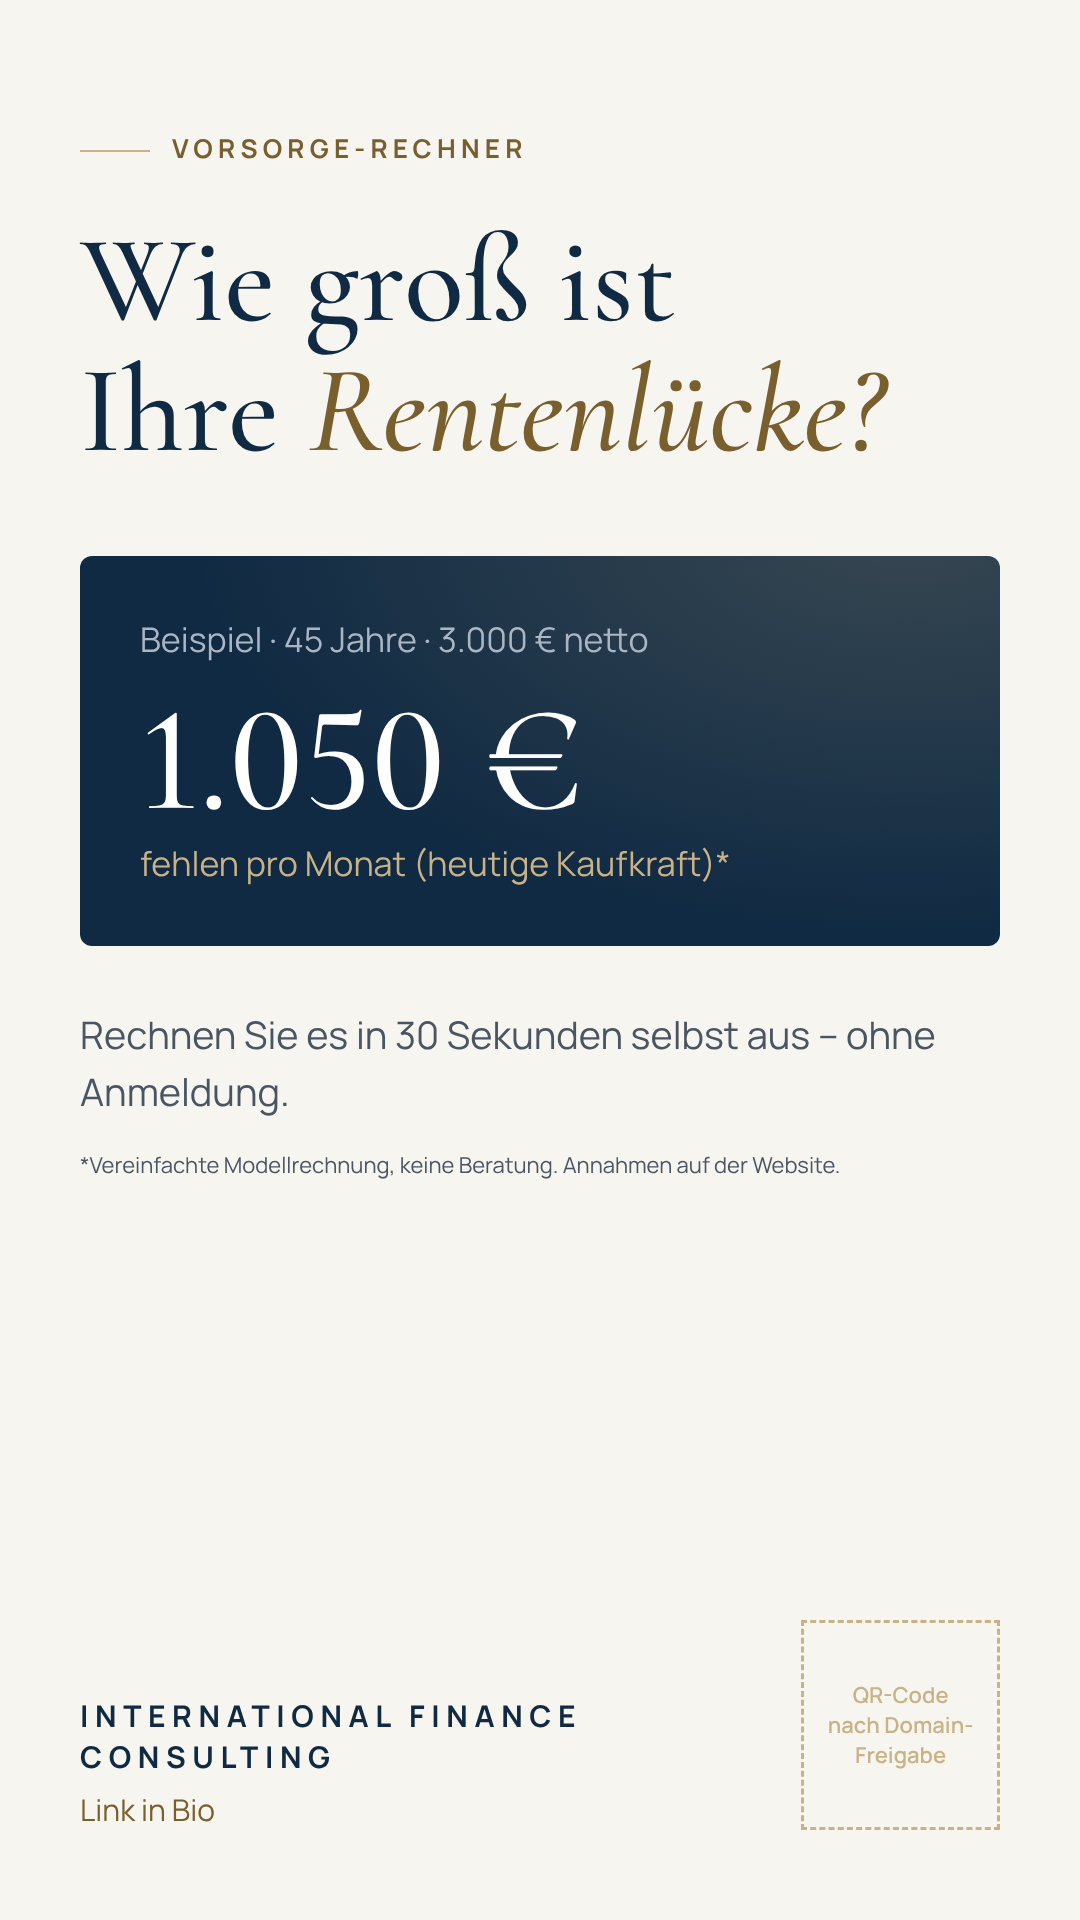 VORSORGE-RECHNER
Wie groß ist
Ihre Rentenlücke?
Beispiel · 45 Jahre · 3.000 € netto
1.050 €
fehlen pro Monat (heutige Kaufkraft)*
Rechnen Sie es in 30 Sekunden selbst aus – ohne
Anmeldung.
*Vereinfachte Modellrechnung, keine Beratung. Annahmen auf der Website.
INTERNATIONAL FINANCE
CONSULTING
Link in Bio
QR-Code
nach Domain-
Freigabe